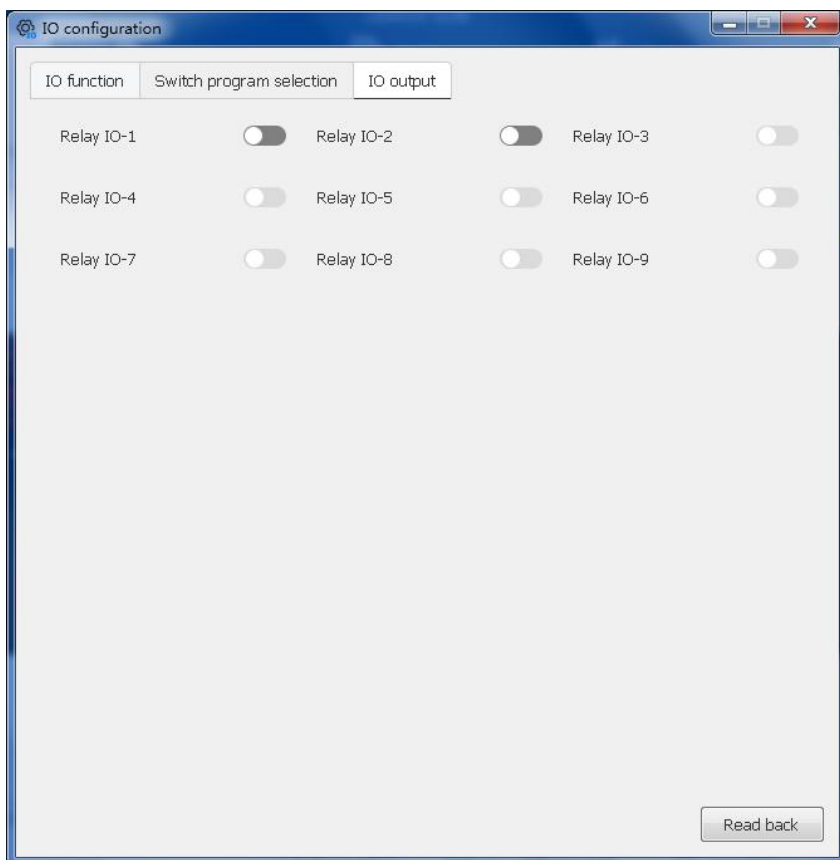 IO configuration
IO function Switch program selection IO output
Relay IO-1 Relay IO-2 Relay IO-3
Relay IO-4 Relay IO-5 Relay IO-6
Relay IO-7 Relay IO-8 Relay IO-9
Read back